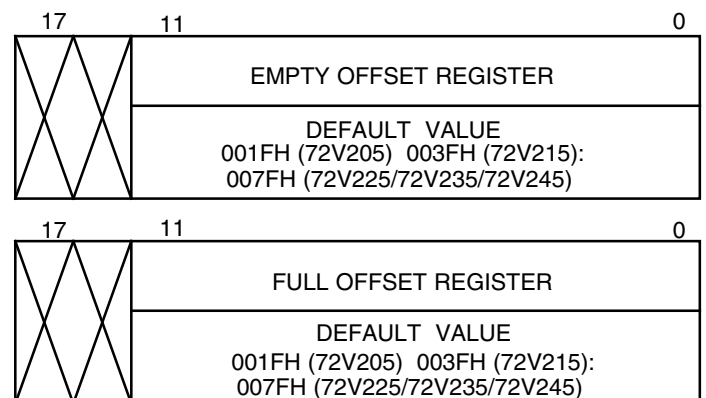 17 11 0
EMPTY OFFSET REGISTER
DEFAULT VALUE
001FH (72V205) 003FH (72V215):
007FH (72V225/72V235/72V245)
17 11 0
FULL OFFSET REGISTER
DEFAULT VALUE
001FH (72V205) 003FH (72V215):
007FH (72V225/72V235/72V245)